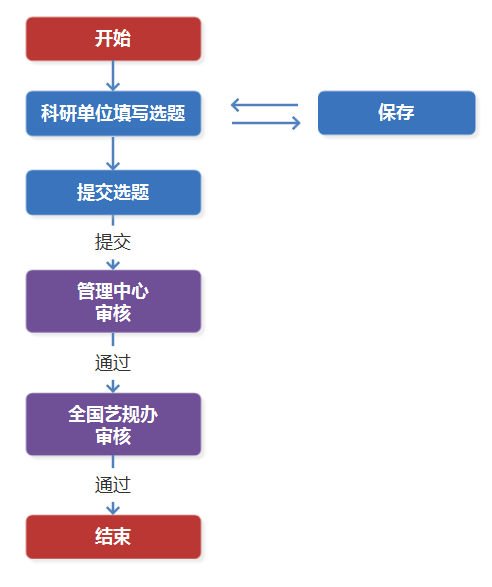 开始
科研单位填写选题
保存
提交选题
提交
管理中心
审核
通过
全国艺规办
审核
通过
结束